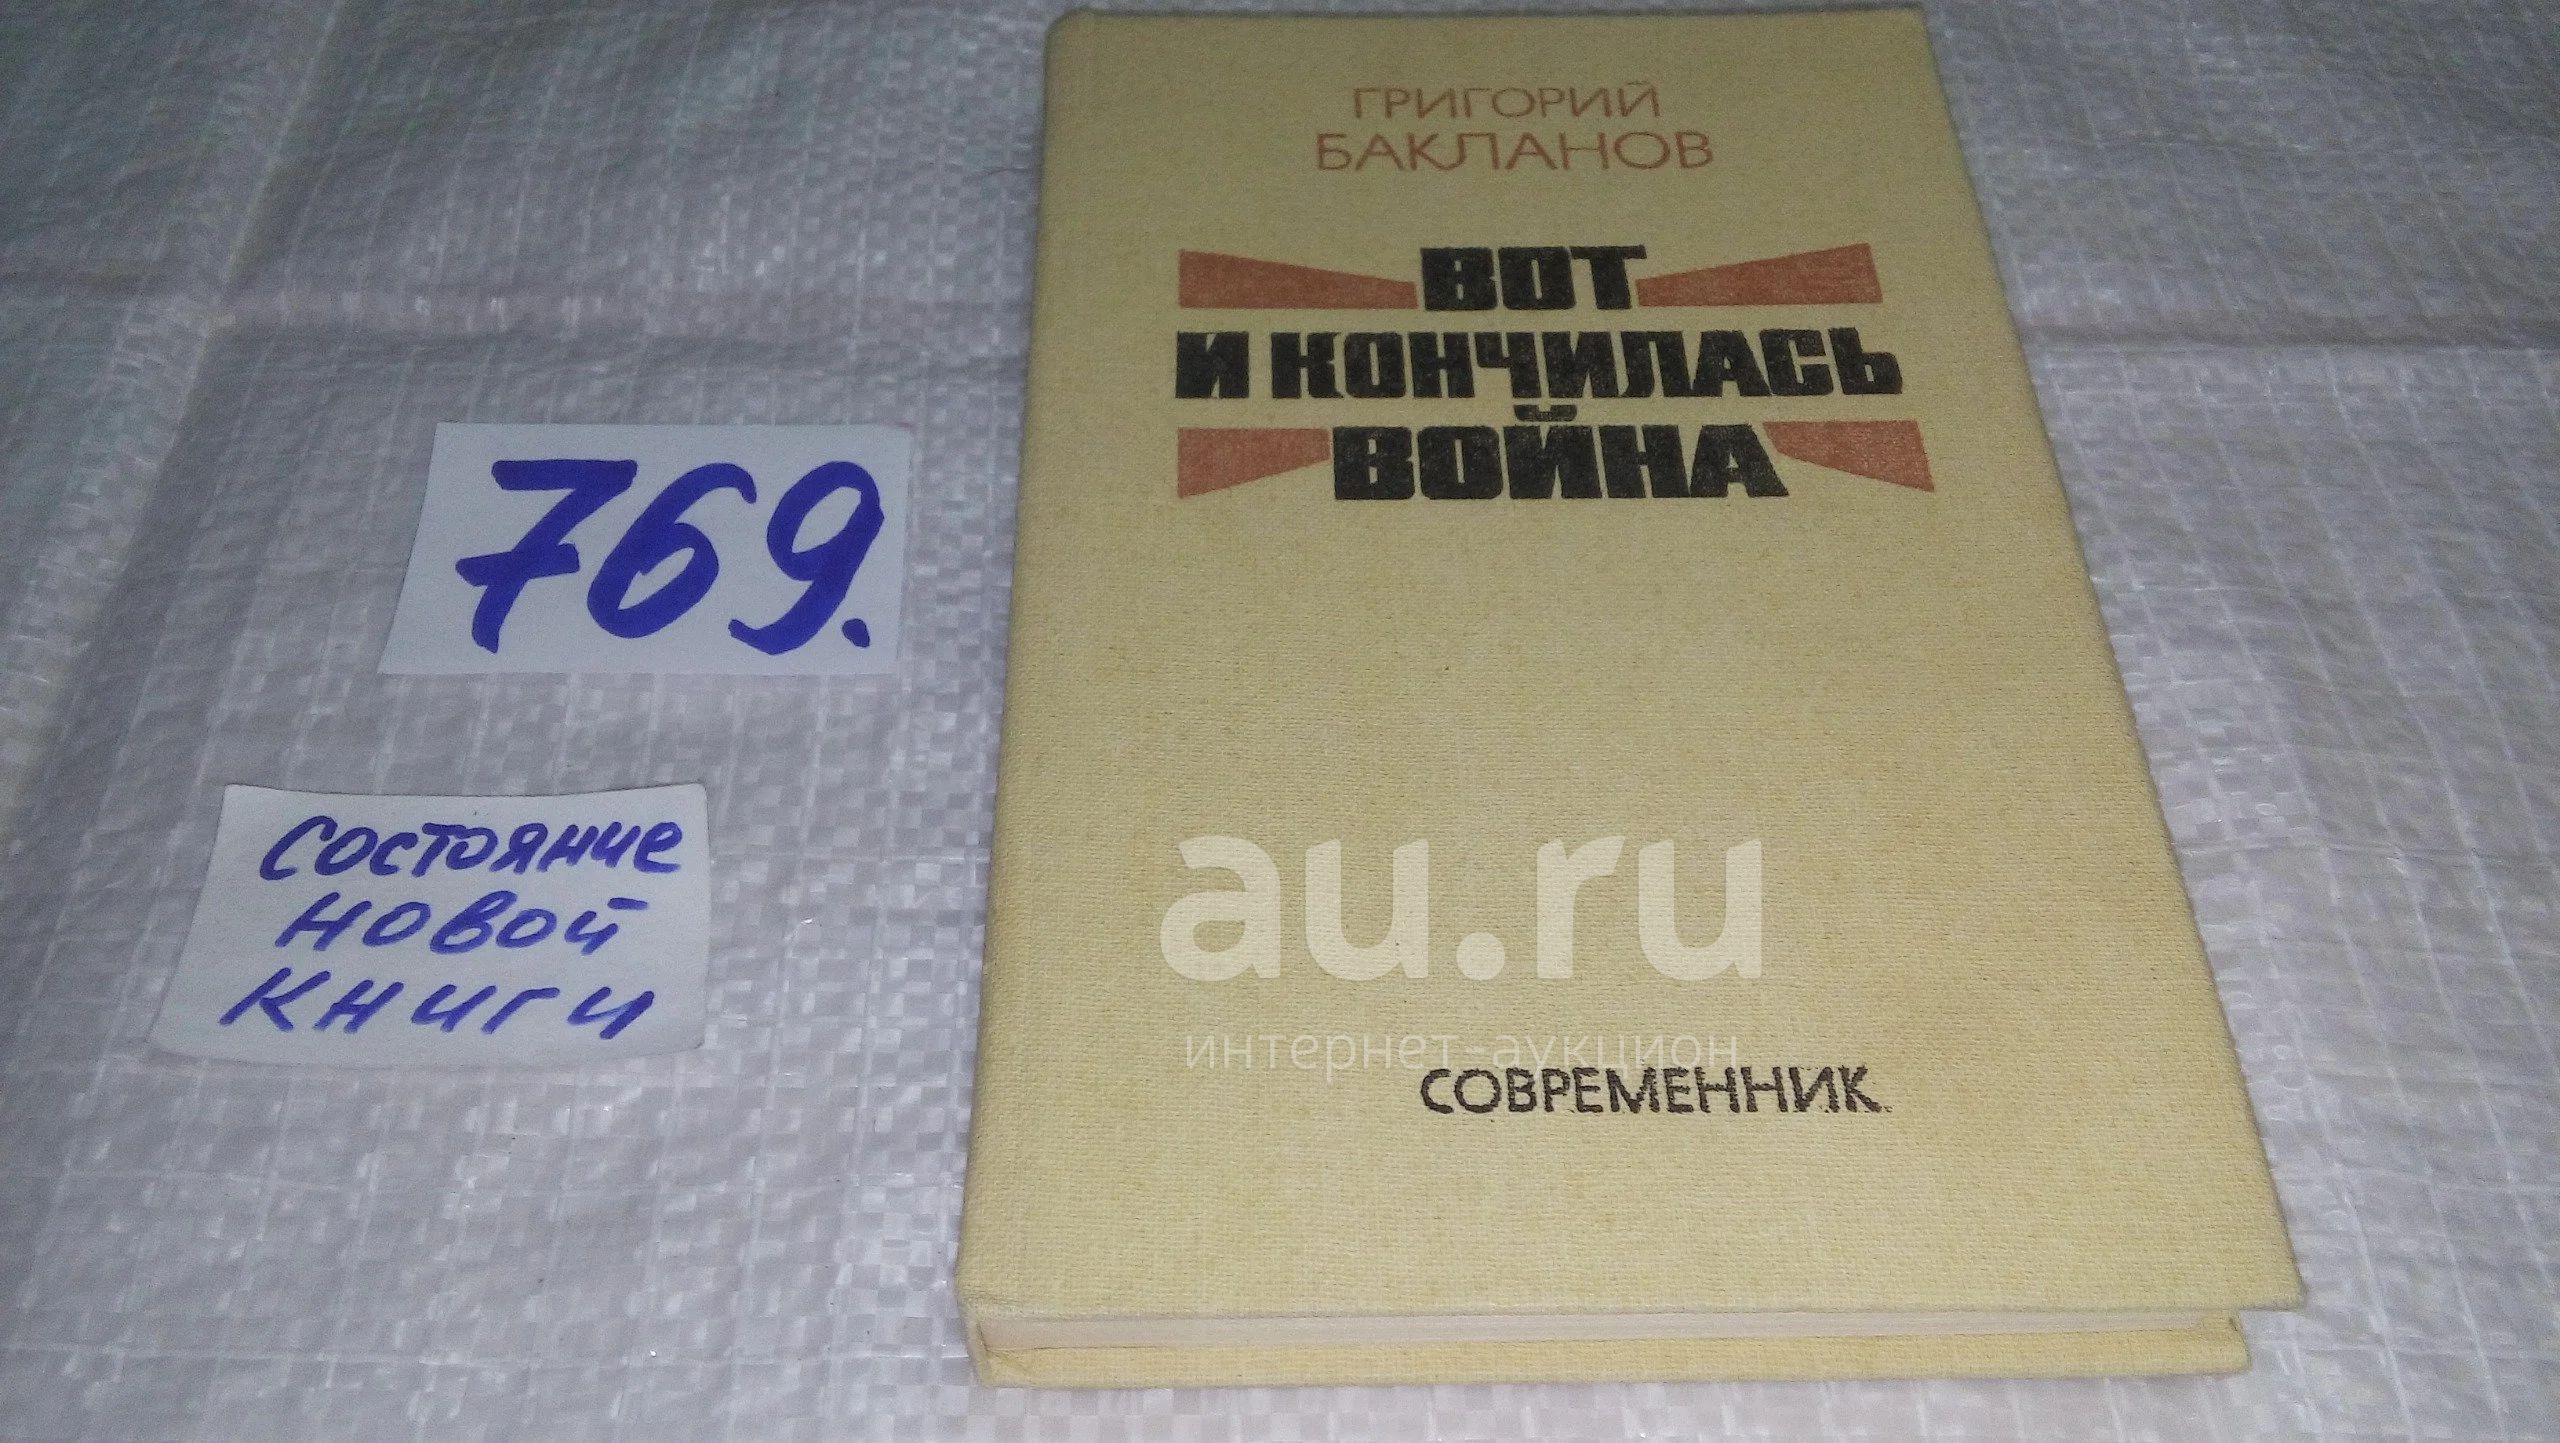 ГРИГОРИЙ
БАКЛАНОВ
ВОТ
И КОНЧИЛАСЬ
ВОЙНА
769.
состояние
новой
книги
au.ru
интернет-аукцион
СОВРЕМЕННИК